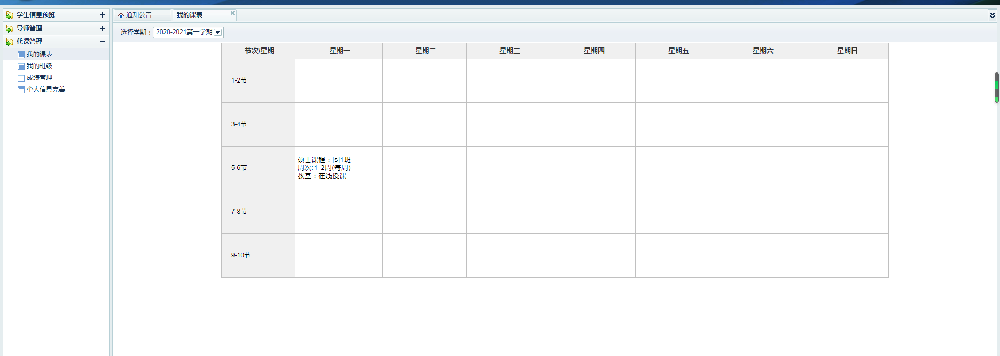 学生信息预览
导师管理
代课管理
我的课表
我的班级
成绩管理
个人信息完善
通知公告
我的课表
选择学期：
2020-2021第一学期
节次/星期 星期一 星期二 星期三 星期四 星期五 星期六 星期日
1-2节
3-4节
5-6节
硕士课程：jsj1班
周次:1-2周(每周)
教室：在线授课
7-8节
9-10节